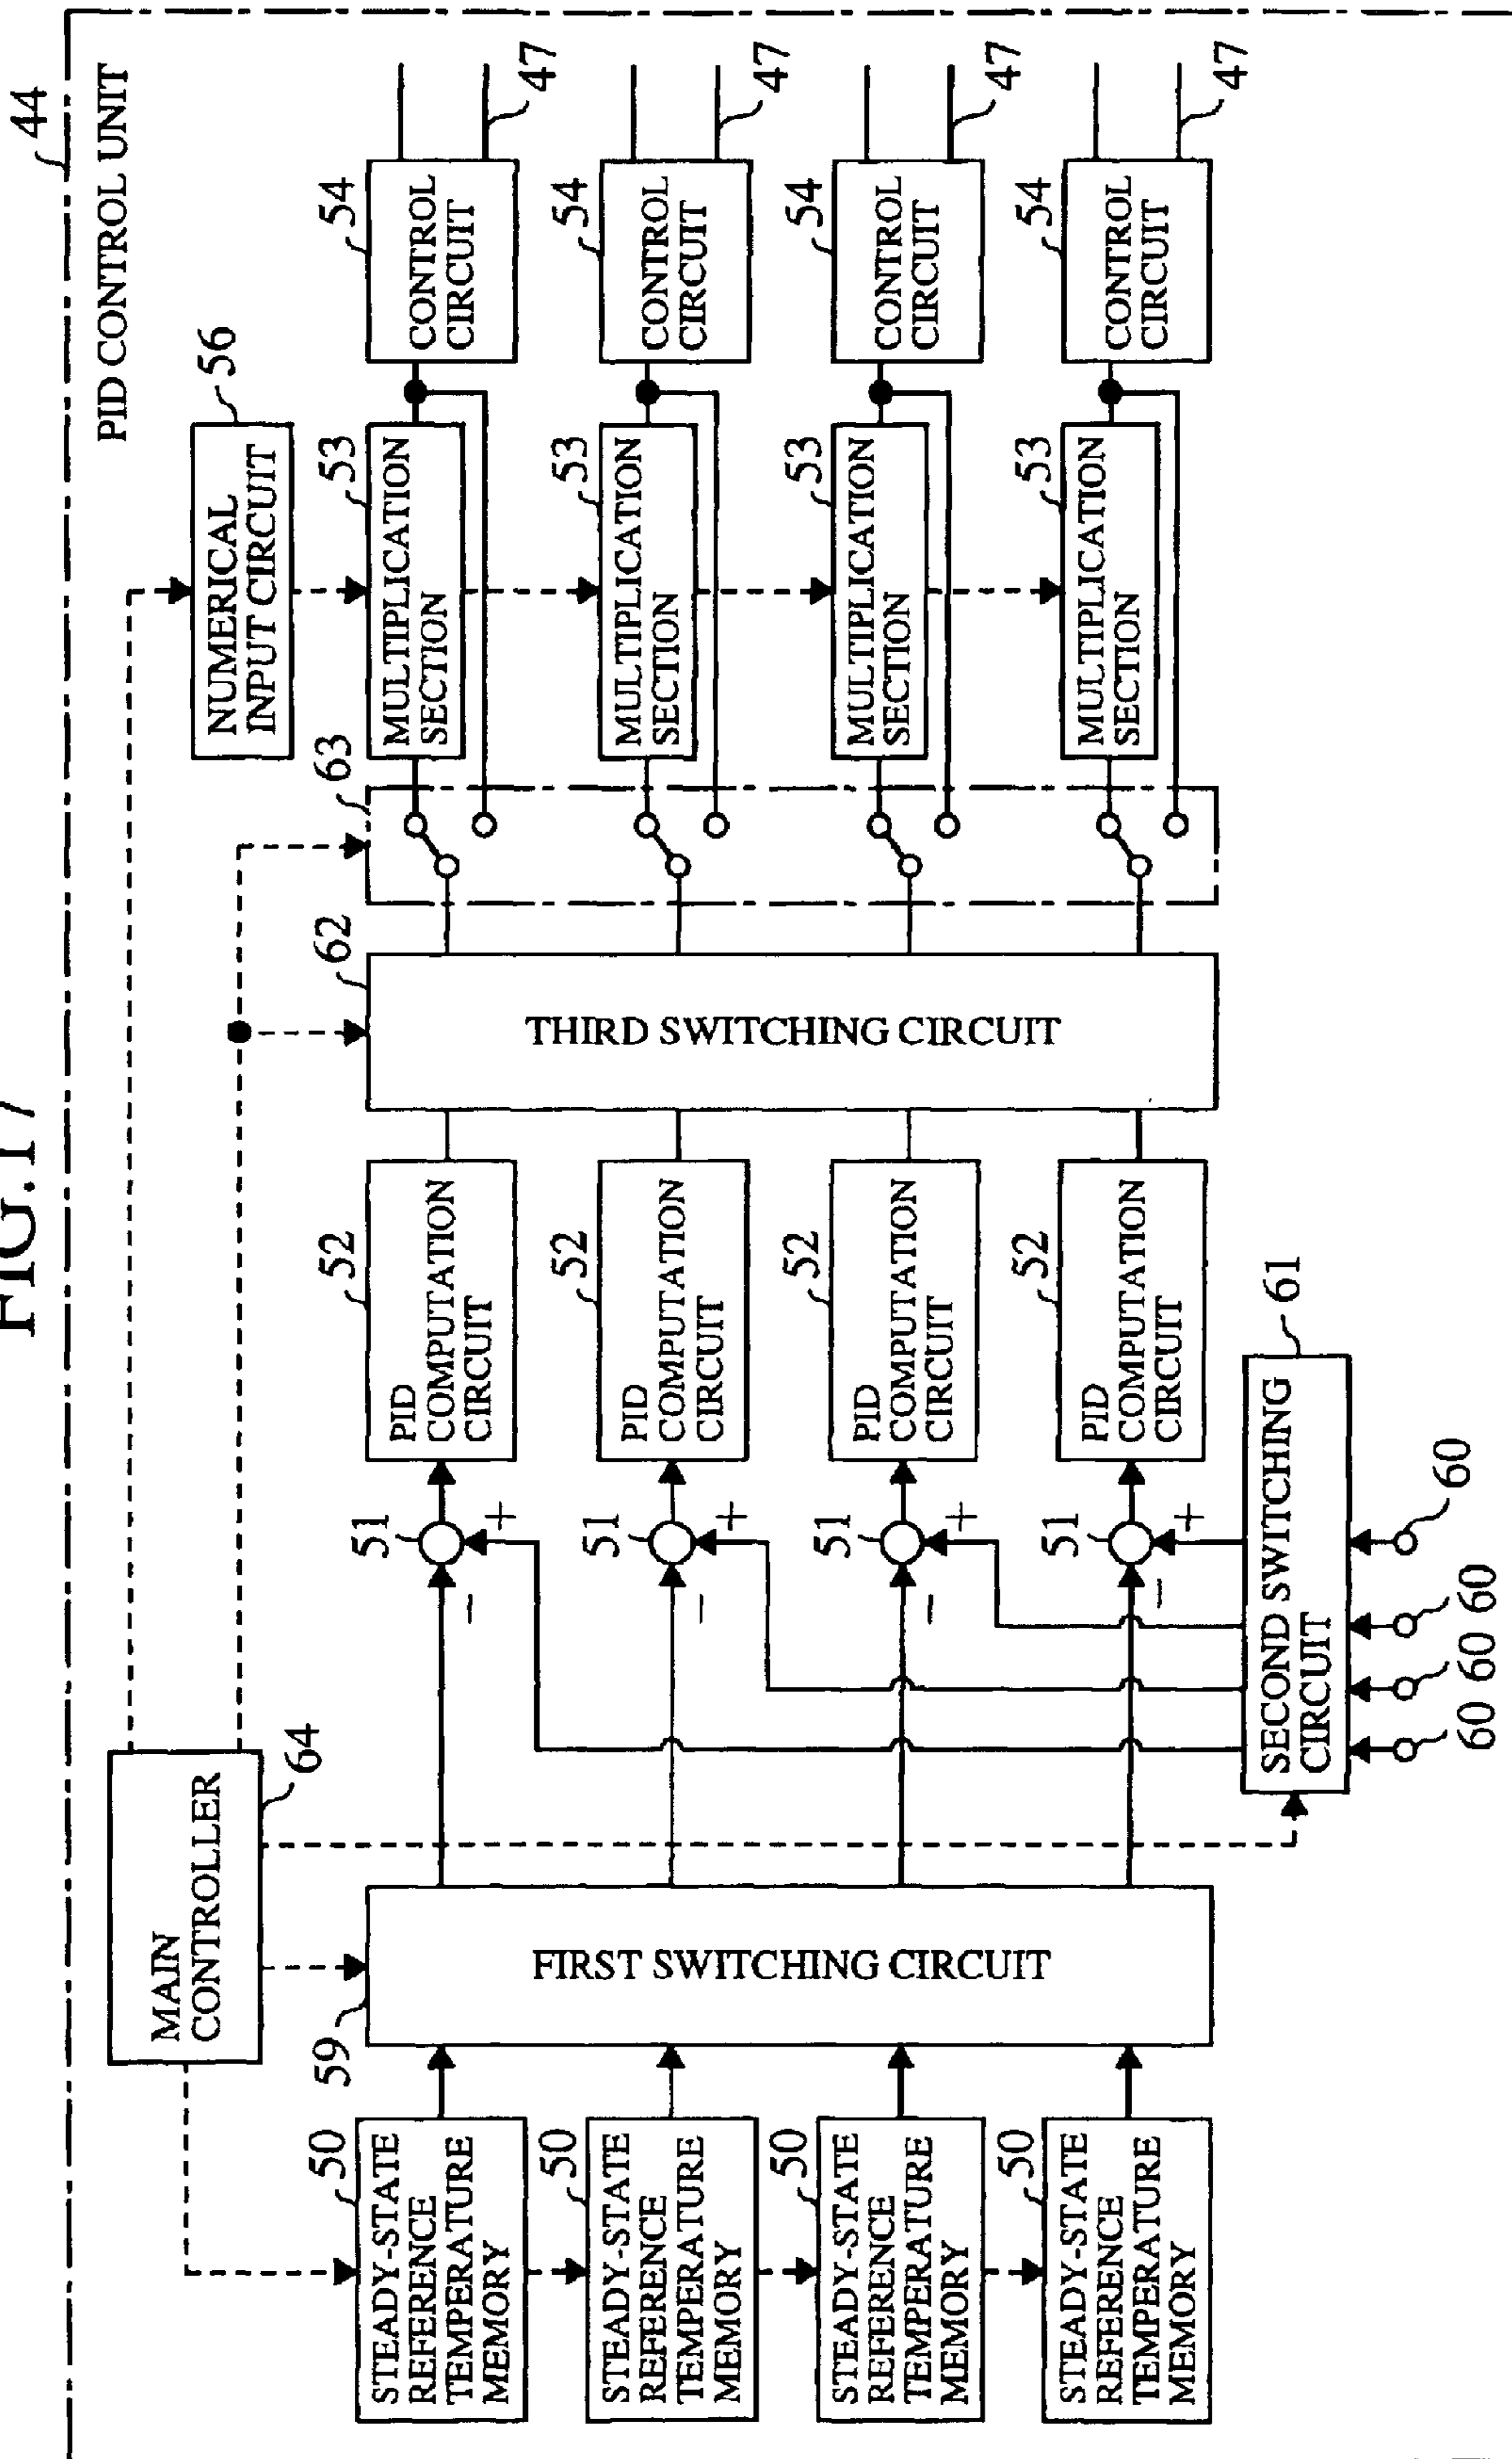 FIG.17
44
PID CONTROL UNIT
MAIN
CONTROLLER
64
NUMERICAL
INPUT CIRCUIT
56
50
STEADY-STATE
REFERENCE
TEMPERATURE
MEMORY
50
STEADY-STATE
REFERENCE
TEMPERATURE
MEMORY
50
STEADY-STATE
REFERENCE
TEMPERATURE
MEMORY
50
STEADY-STATE
REFERENCE
TEMPERATURE
MEMORY
59
FIRST SWITCHING CIRCUIT
51
−
+
51
−
+
51
−
+
51
−
+
52
PID
COMPUTATION
CIRCUIT
52
PID
COMPUTATION
CIRCUIT
52
PID
COMPUTATION
CIRCUIT
52
PID
COMPUTATION
CIRCUIT
SECOND SWITCHING
CIRCUIT
61
60
60
60
60
62
THIRD SWITCHING CIRCUIT
63
53
MULTIPLICATION
SECTION
53
MULTIPLICATION
SECTION
53
MULTIPLICATION
SECTION
53
MULTIPLICATION
SECTION
54
CONTROL
CIRCUIT
47
54
CONTROL
CIRCUIT
47
54
CONTROL
CIRCUIT
47
54
CONTROL
CIRCUIT
47